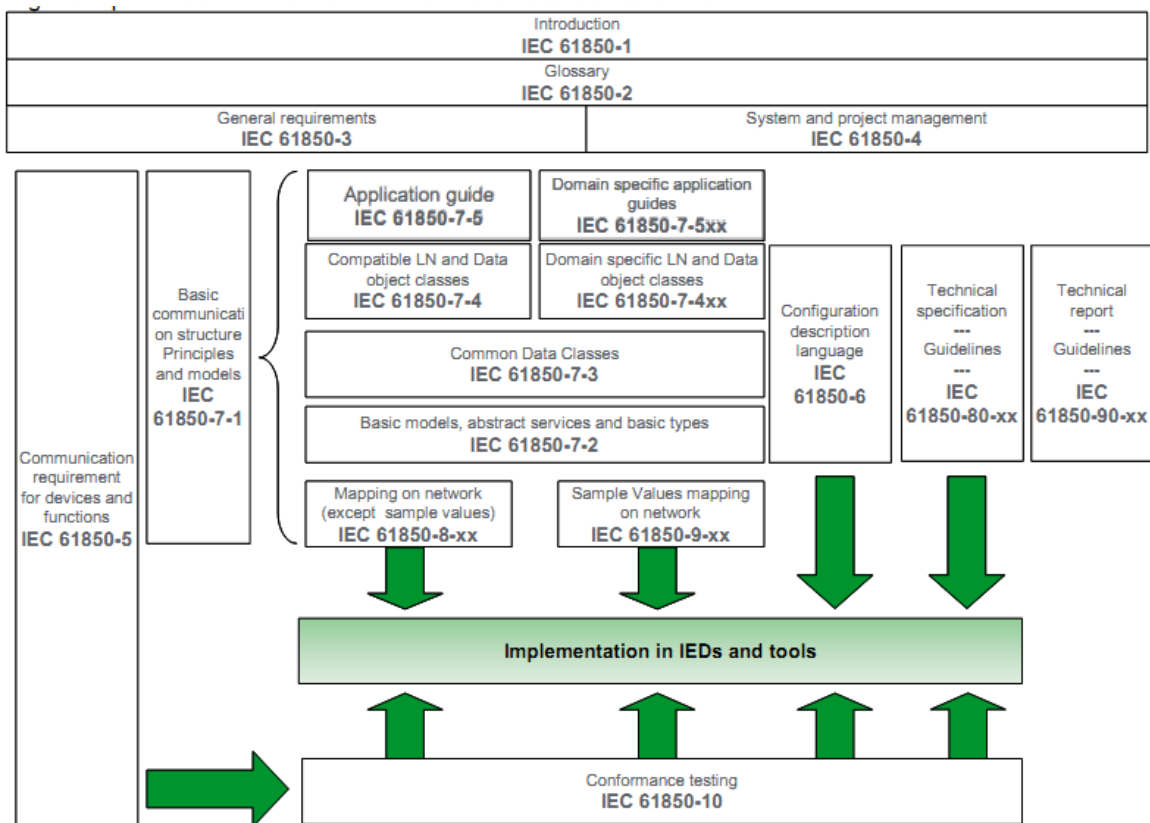 Introduction
IEC 61850-1
Glossary
IEC 61850-2
General requirements
IEC 61850-3
System and project management
IEC 61850-4
Communication
requirement
for devices and
functions
IEC 61850-5
Basic
communicati
on structure
Principles
and models
IEC
61850-7-1
Application guide
IEC 61850-7-5
Domain specific application
guides
IEC 61850-7-5xx
Compatible LN and Data
object classes
IEC 61850-7-4
Domain specific LN and Data
object classes
IEC 61850-7-4xx
Common Data Classes
IEC 61850-7-3
Basic models, abstract services and basic types
IEC 61850-7-2
Mapping on network
(except sample values)
IEC 61850-8-xx
Sample Values mapping
on network
IEC 61850-9-xx
Configuration
description
language
IEC
61850-6
Technical
specification
---
Guidelines
---
IEC
61850-80-xx
Technical
report
---
Guidelines
---
IEC
61850-90-xx
Implementation in IEDs and tools
Conformance testing
IEC 61850-10